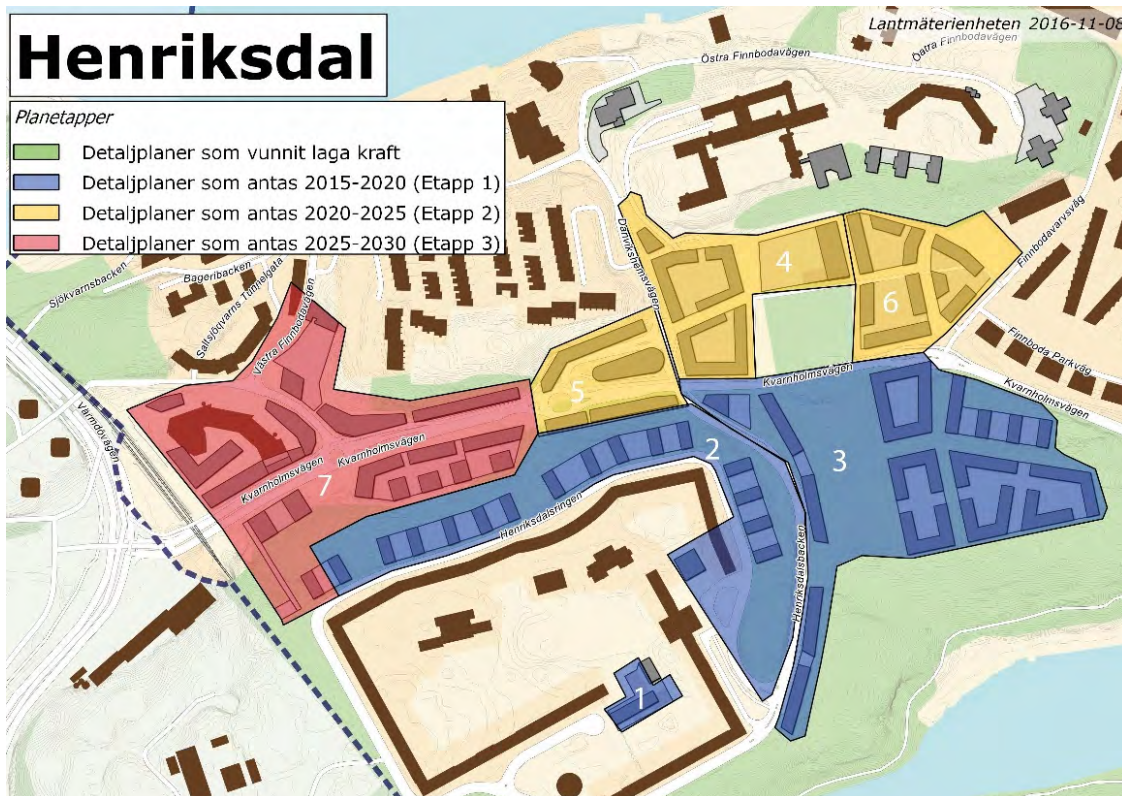 Henriksdal
Lantmäterienheten 2016-11-08
Planetapper
Detaljplaner som vunnit laga kraft
Detaljplaner som antas 2015-2020 (Etapp 1)
Detaljplaner som antas 2020-2025 (Etapp 2)
Detaljplaner som antas 2025-2030 (Etapp 3)
Östra Finnbodavägen
Östra Finnbodavägen
Danvikshemsvägen
Finnbodavarvsväg
Sjökvarnsbacken
Bageribacken
Saltsjöqvarns Tunnelgata
Västra Finnbodavägen
4
6
Finnboda Parkväg
Kvarnholmsvägen
Kvarnholmsvägen
5
Värmdövägen
Kvarnholmsvägen
Kvarnholmsvägen
7
2
3
Henriksdalsringen
Henriksdalsbacken
1